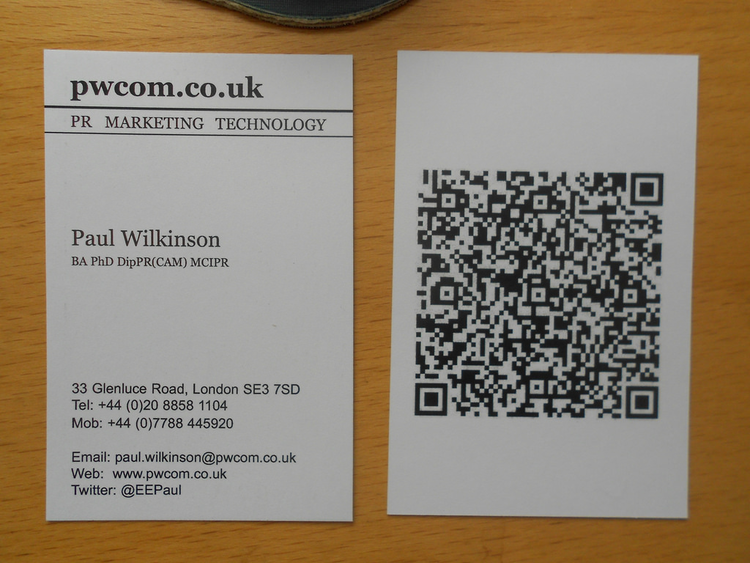 pwcom.co.uk
PR MARKETING TECHNOLOGY
Paul Wilkinson
BA PhD DipPR(CAM) MCIPR
33 Glenluce Road, London SE3 7SD
Tel: +44 (0)20 8858 1104
Mob: +44 (0)7788 445920
Email: paul.wilkinson@pwcom.co.uk
Web: www.pwcom.co.uk
Twitter: @EEPaul